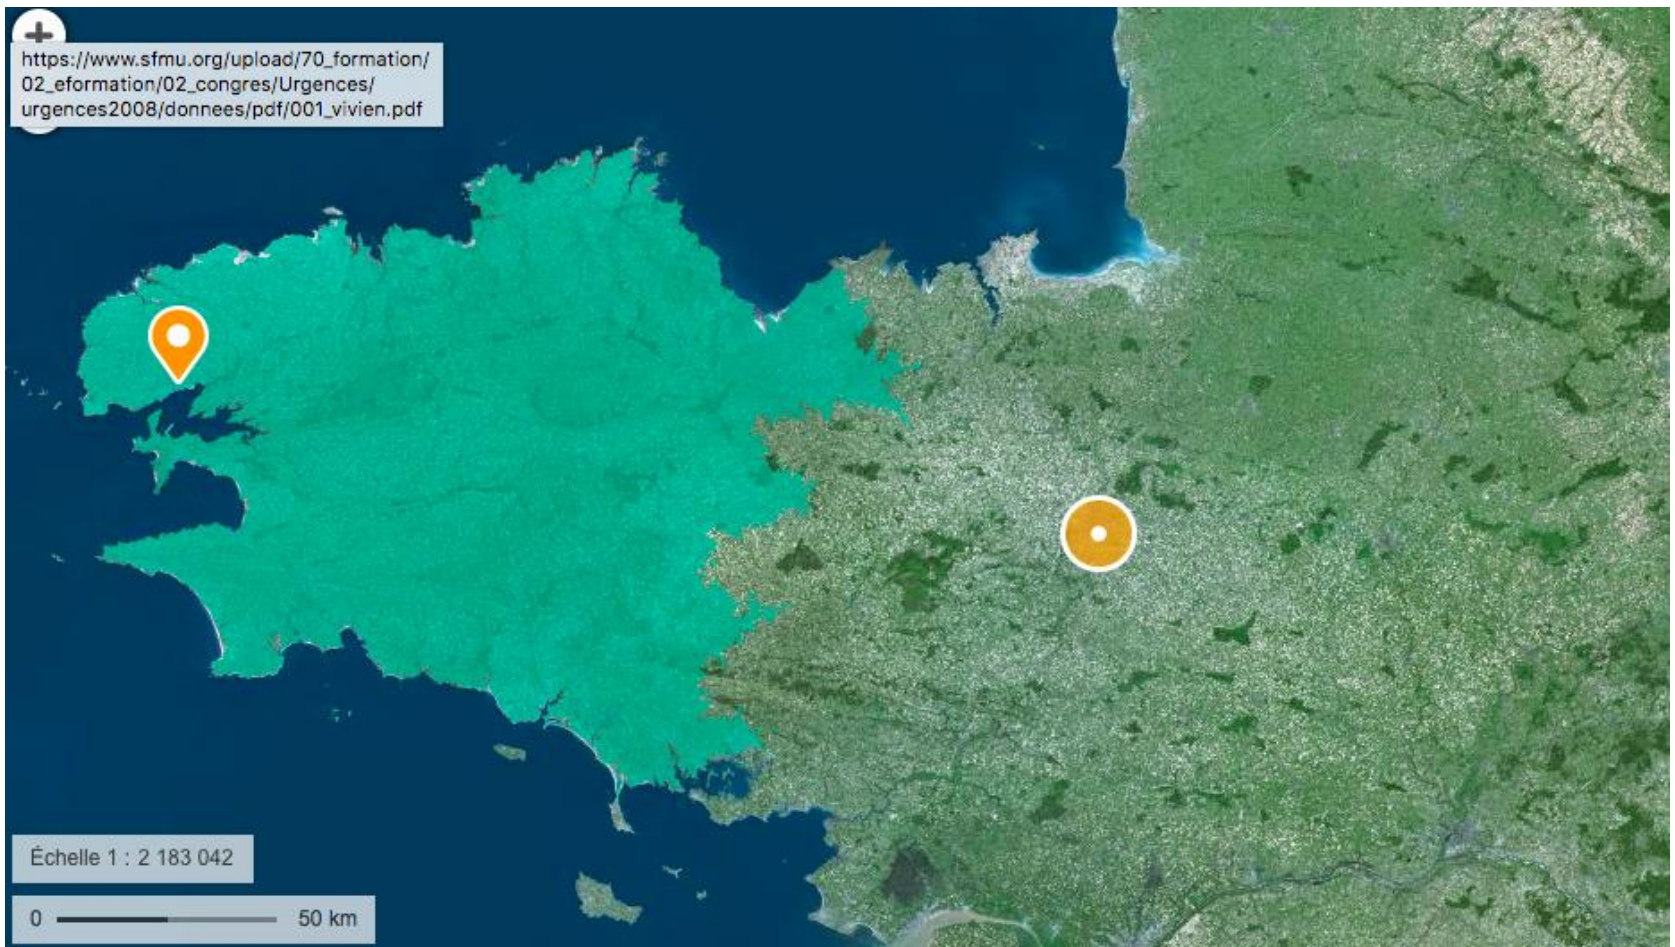 https://www.sfmu.org/upload/70_formation/
02_eformation/02_congres/Urgences/
urgences2008/donnees/pdf/001_vivien.pdf
Échelle 1 : 2 183 042
0 50 km